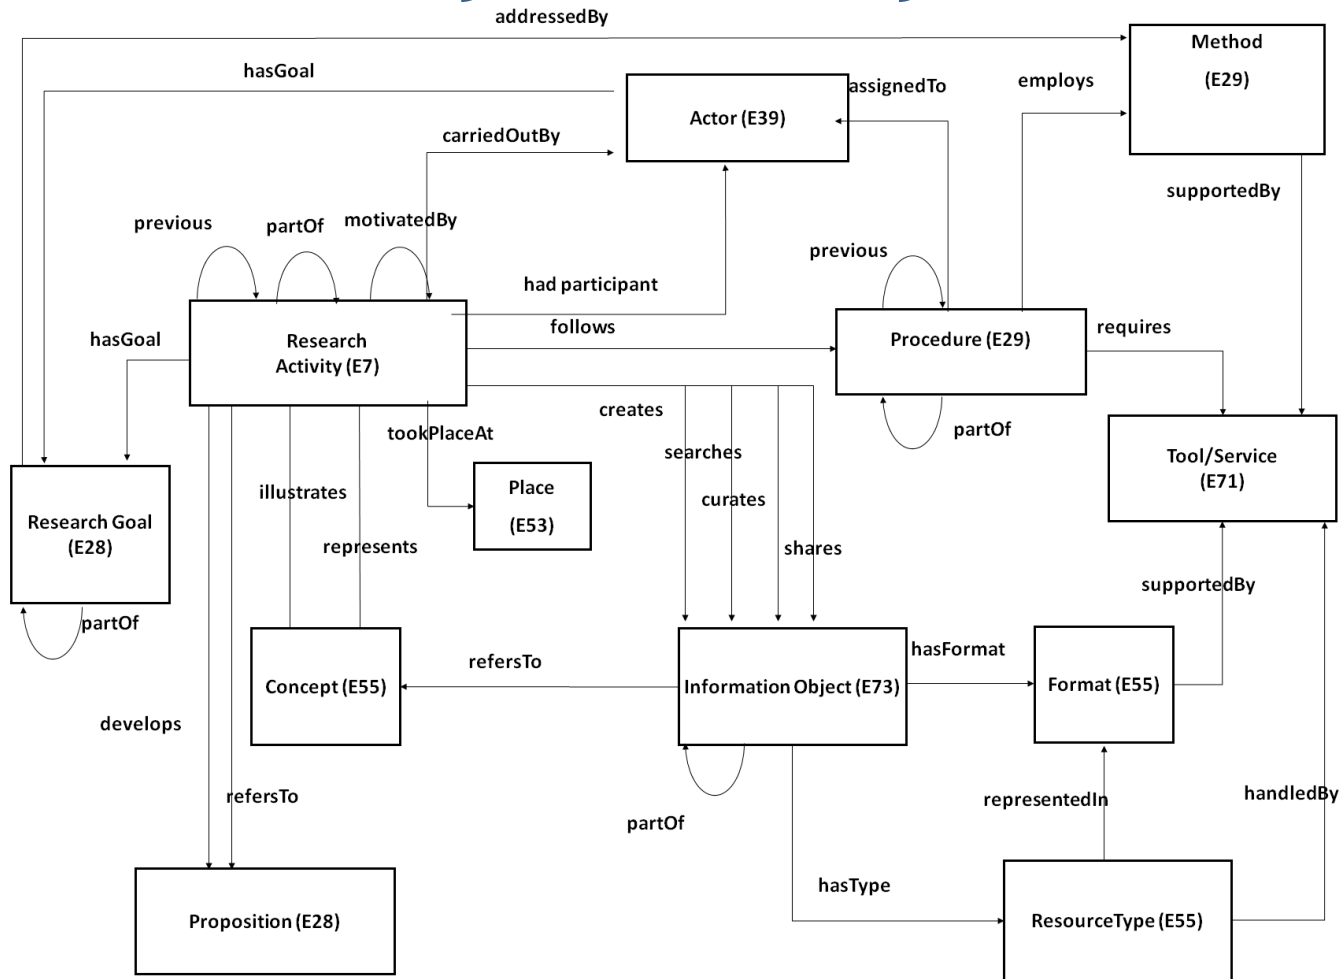 addressedBy
Method
(E29)
hasGoal
employs
assignedTo
Actor (E39)
carriedOutBy
supportedBy
previous
partOf
motivatedBy
previous
had participant
follows
requires
hasGoal
Research
Activity (E7)
Procedure (E29)
creates
tookPlaceAt
partOf
searches
Tool/Service
(E71)
illustrates
Place
(E53)
curates
Research Goal
(E28)
represents
shares
supportedBy
partOf
refersTo
hasFormat
Concept (E55)
Information Object (E73)
Format (E55)
develops
refersTo
partOf
representedIn
handledBy
hasType
Proposition (E28)
ResourceType (E55)